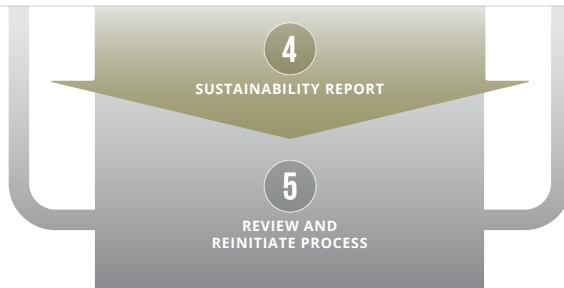 4
SUSTAINABILITY REPORT
5
REVIEW AND
REINITIATE PROCESS